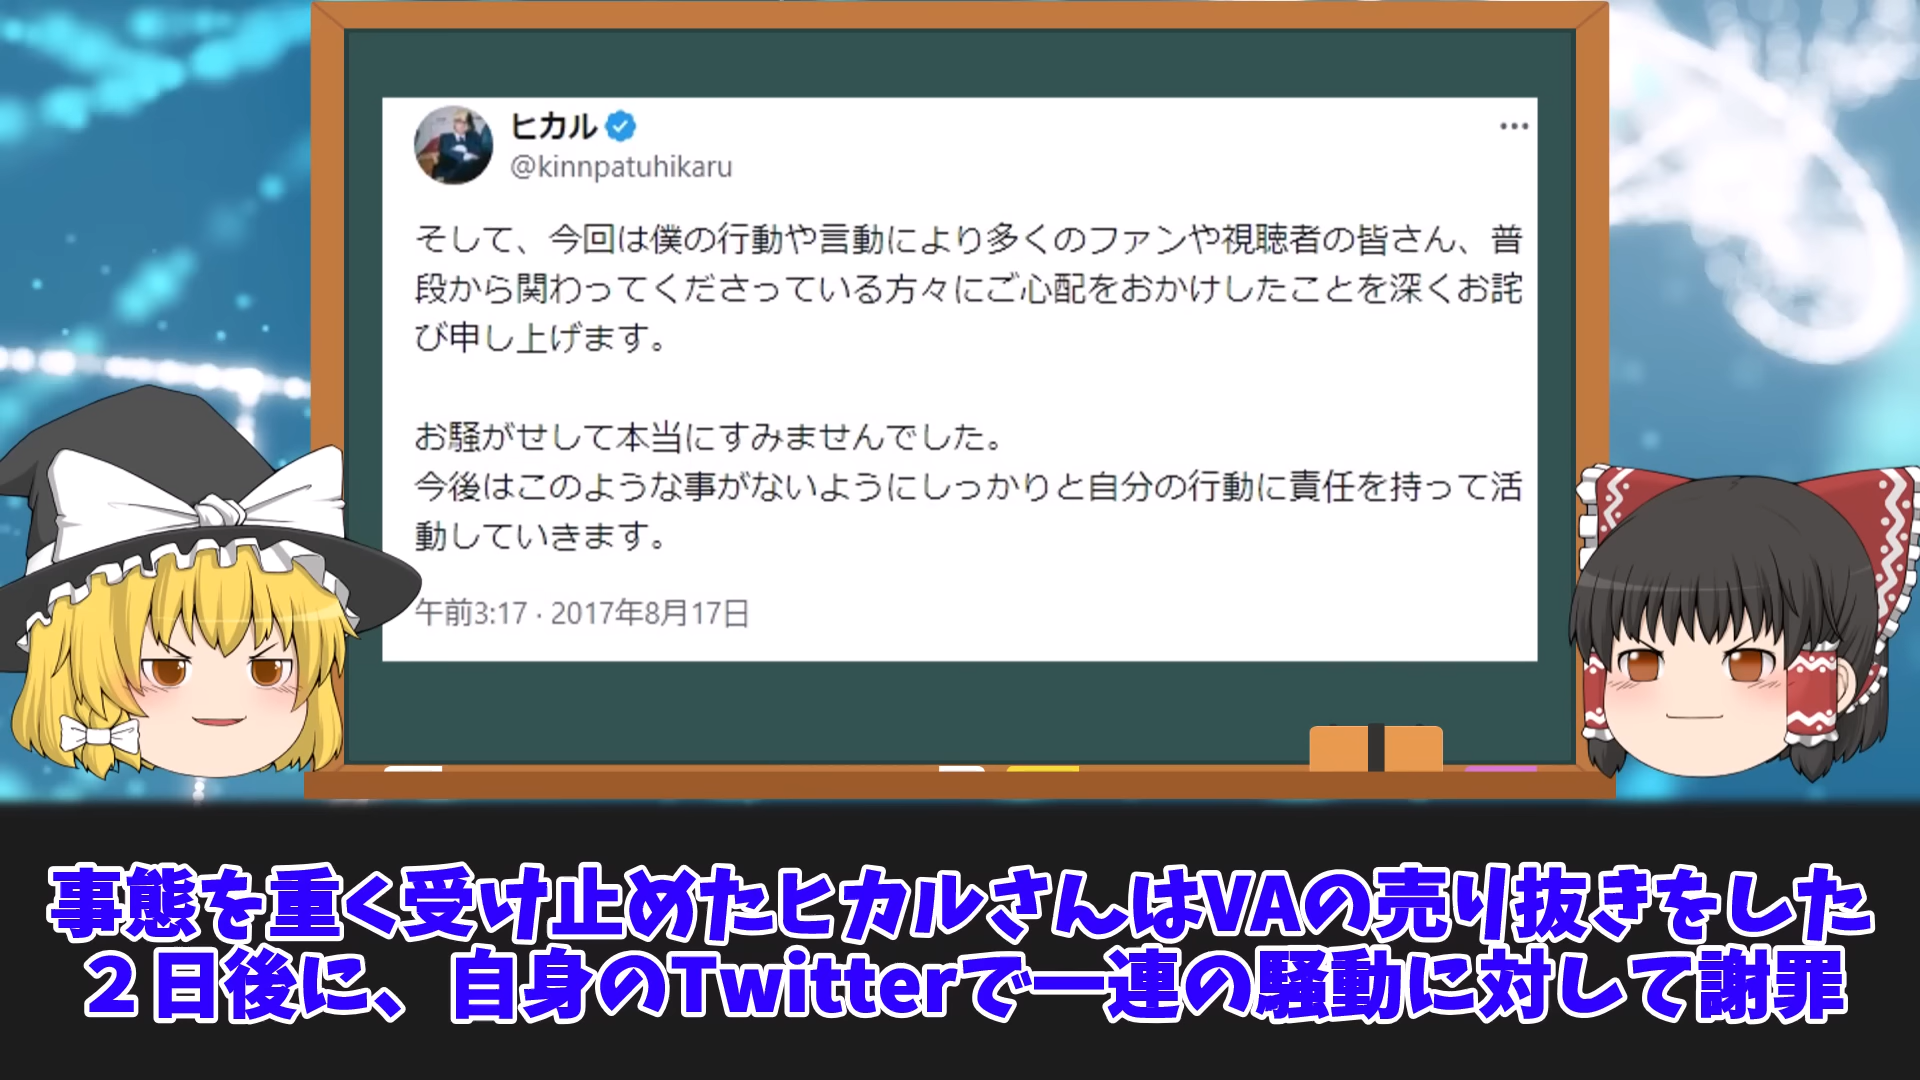 ヒカル
@kinnpatuhikaru
そして、今回は僕の行動や言動により多くのファンや視聴者の皆さん、普
段から関わってくださっている方々にご心配をおかけしたことを深くお詫
び申し上げます。
お騒がせして本当にすみませんでした。
今後はこのような事がないようにしっかりと自分の行動に責任を持って活
動していきます。
午前3:17 · 2017年8月17日
事態を重く受け止めたヒカルさんはVAの売り抜きをした
２日後に、自身のTwitterで一連の騒動に対して謝罪